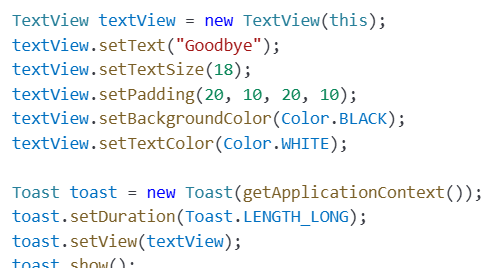 TextView textView = new TextView(this);
textView.setText("Goodbye");
textView.setTextSize(18);
textView.setPadding(20, 10, 20, 10);
textView.setBackgroundColor(Color.BLACK);
textView.setTextColor(Color.WHITE);
Toast toast = new Toast(getApplicationContext());
toast.setDuration(Toast.LENGTH_LONG);
toast.setView(textView);
toast.show();